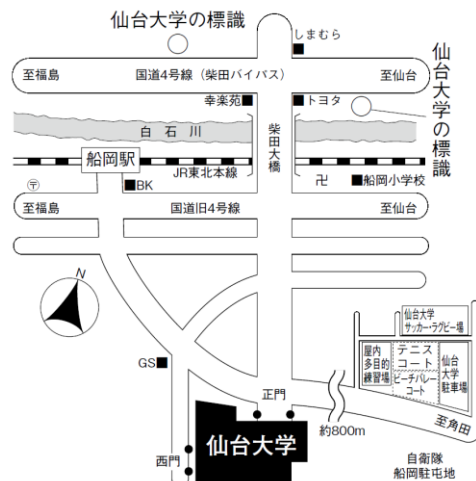 仙台大学の標識
しまむら
至福島
国道4号線（柴田バイパス）
至仙台
仙台大学の標識
幸楽苑
トヨタ
白石川
柴田大橋
船岡駅
JR東北本線
〒
BK
卍
船岡小学校
至福島
国道旧4号線
至仙台
N
GS
仙台大学
サッカー・ラグビー場
屋内
多目的
練習場
テニス
コート
ビーチバレー
コート
仙台
大学
駐車場
正門
至角田
約800m
仙台大学
西門
自衛隊
船岡駐屯地